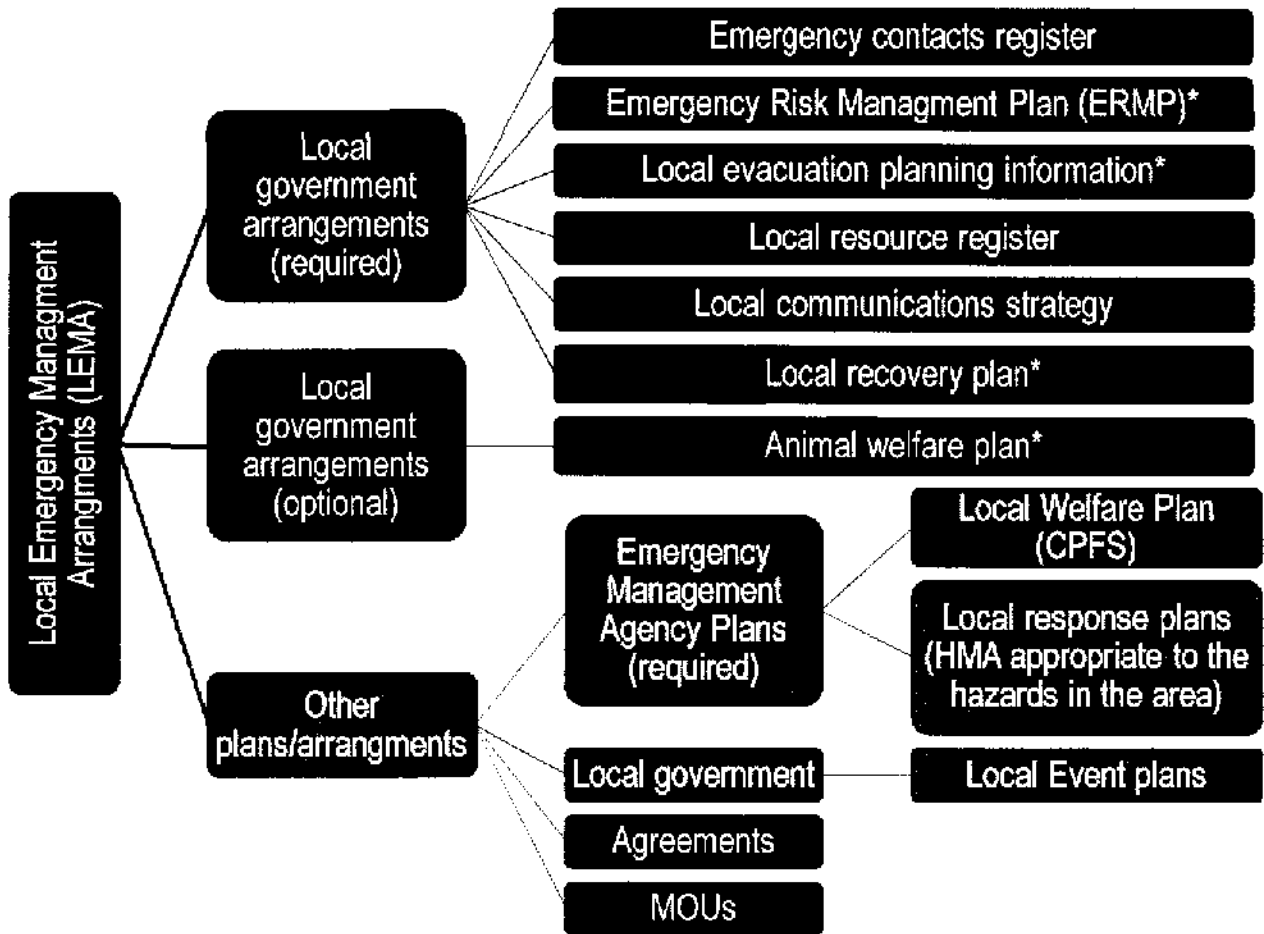 Local Emergency Managment
Arrangments (LEMA)
Local
government
arrangements
(required)
Emergency contacts register
Emergency Risk Managment Plan (ERMP)*
Local evacuation planning information*
Local resource register
Local communications strategy
Local recovery plan*
Local
government
arrangements
(optional)
Animal welfare plan*
Other
plans/arrangments
Emergency
Management
Agency Plans
(required)
Local Welfare Plan
(CPFS)
Local response plans
(HMA appropriate to the
hazards in the area)
Local government
Local Event plans
Agreements
MOUs